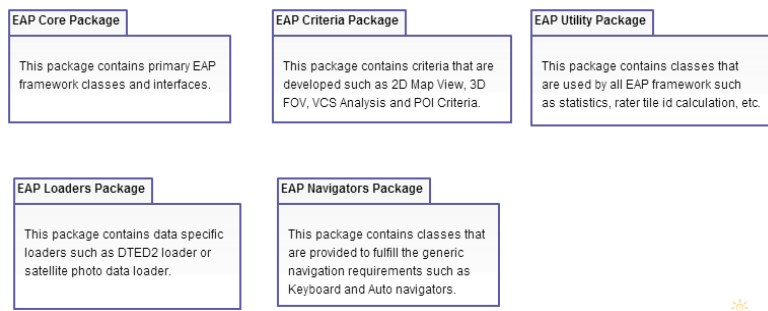 EAP Core Package
This package contains primary EAP
framework classes and interfaces.
EAP Criteria Package
This package contains criteria that are
developed such as 2D Map View, 3D
FOV, VCS Analysis and POI Criteria.
EAP Utility Package
This package contains classes that
are used by all EAP framework such
as statistics, rater tile id calculation, etc.
EAP Loaders Package
This package contains data specific
loaders such as DTED2 loader or
satellite photo data loader.
EAP Navigators Package
This package contains classes that
are provided to fulfill the generic
navigation requirements such as
Keyboard and Auto navigators.